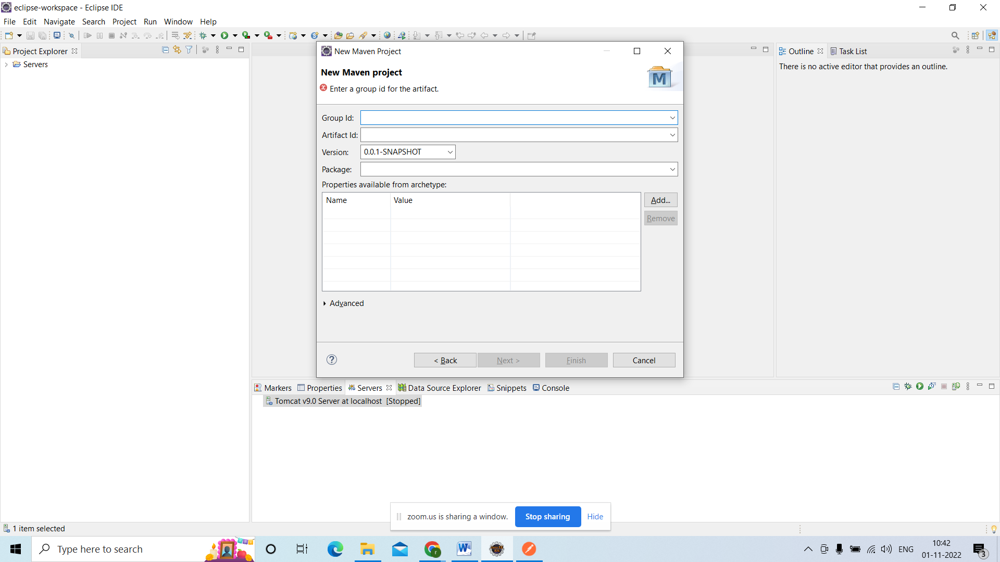 eclipse-workspace - Eclipse IDE
File Edit Navigate Search Project Run Window Help
Project Explorer
Servers
New Maven Project
New Maven project
Enter a group id for the artifact.
M
Group Id:
Artifact Id:
Version: 0.0.1-SNAPSHOT
Package:
Properties available from archetype:
Name Value
Add...
Remove
Advanced
< Back Next > Finish Cancel
Outline Task List
There is no active editor that provides an outline.
Markers Properties Servers Data Source Explorer Snippets Console
Tomcat v9.0 Server at localhost [Stopped]
zoom.us is sharing a window. Stop sharing Hide
1 item selected
Type here to search
ENG
10:42
01-11-2022
3